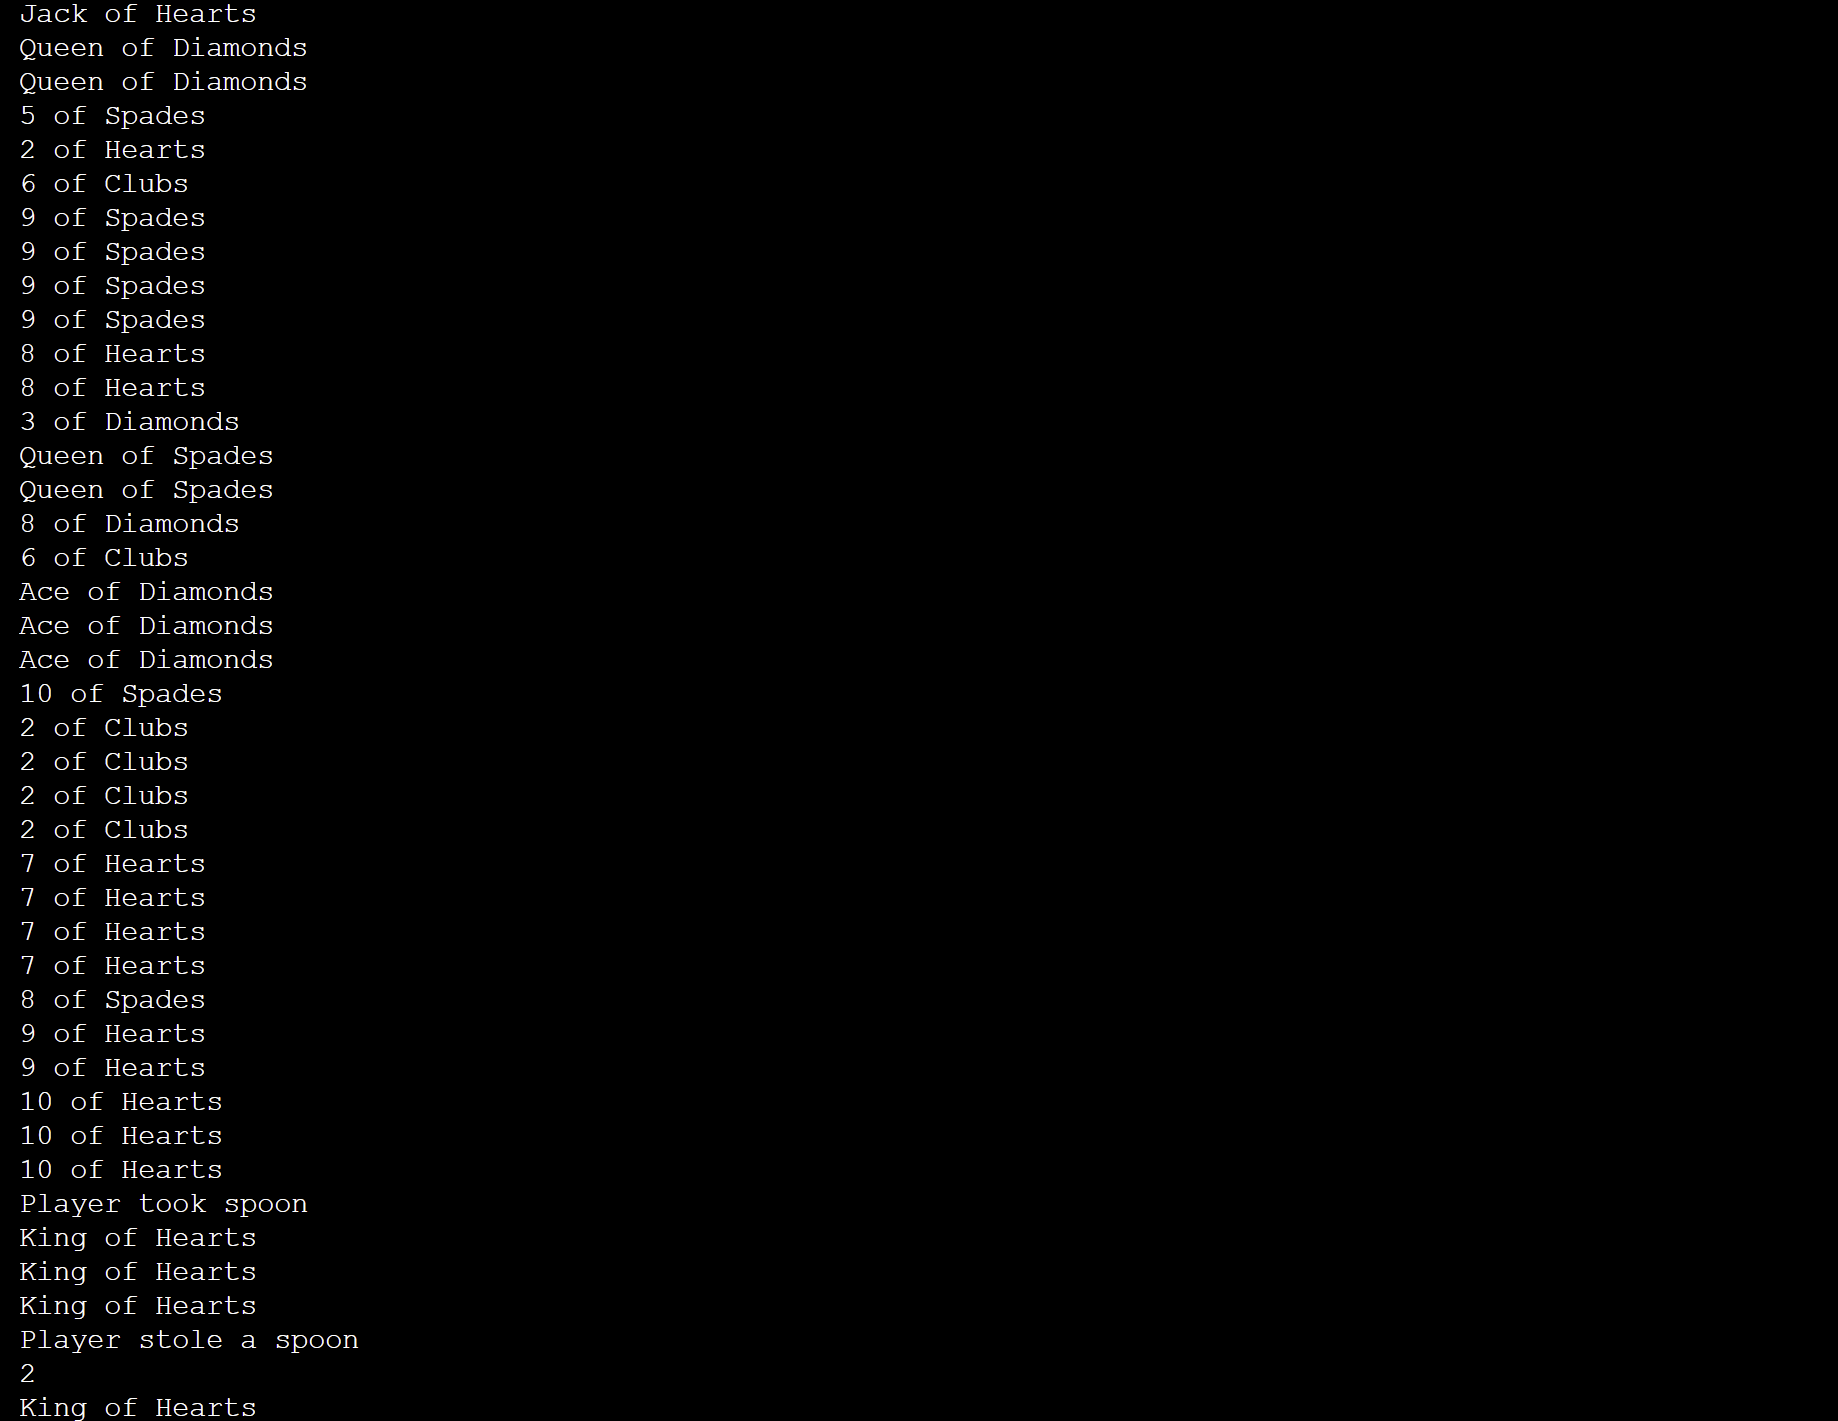 Jack of Hearts
Queen of Diamonds
Queen of Diamonds
5 of Spades
2 of Hearts
6 of Clubs
9 of Spades
9 of Spades
9 of Spades
9 of Spades
8 of Hearts
8 of Hearts
3 of Diamonds
Queen of Spades
Queen of Spades
8 of Diamonds
6 of Clubs
Ace of Diamonds
Ace of Diamonds
Ace of Diamonds
10 of Spades
2 of Clubs
2 of Clubs
2 of Clubs
2 of Clubs
7 of Hearts
7 of Hearts
7 of Hearts
7 of Hearts
8 of Spades
9 of Hearts
9 of Hearts
10 of Hearts
10 of Hearts
10 of Hearts
Player took spoon
King of Hearts
King of Hearts
King of Hearts
Player stole a spoon
2
King of Hearts